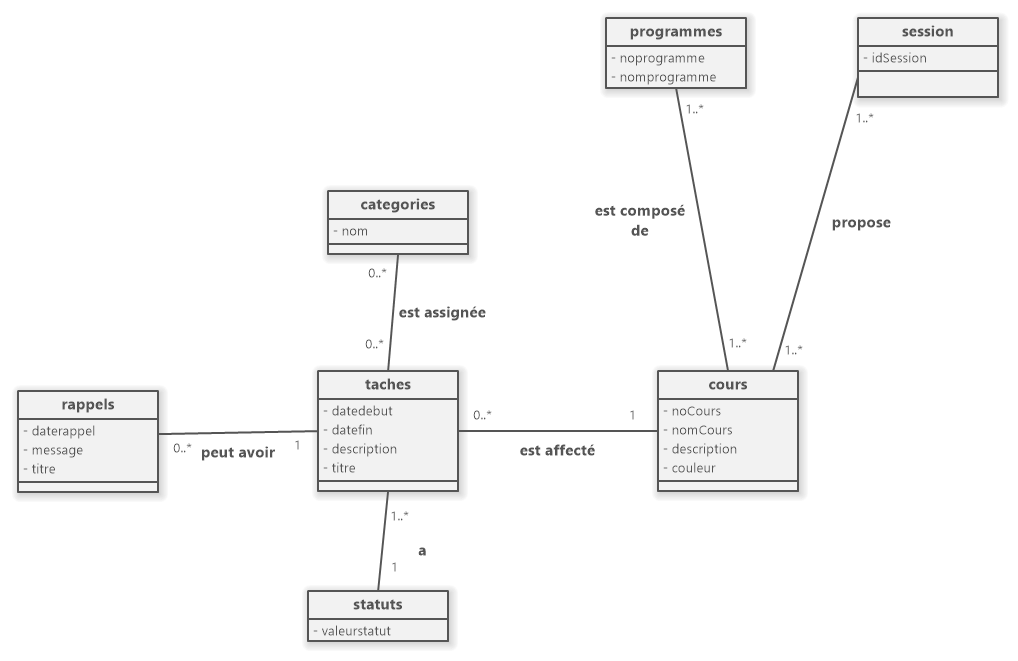 programmes
- noprogramme
- nomprogramme
session
- idSession
1..*
1..*
categories
- nom
est composé
de
propose
0..*
est assignée
0..*
1..*
1..*
rappels
- daterappel
- message
- titre
taches
- datedebut
- datefin
- description
- titre
cours
- noCours
- nomCours
- description
- couleur
0..*
1
0..*
peut avoir
1
est affecté
1..*
a
1
statuts
- valeurstatut